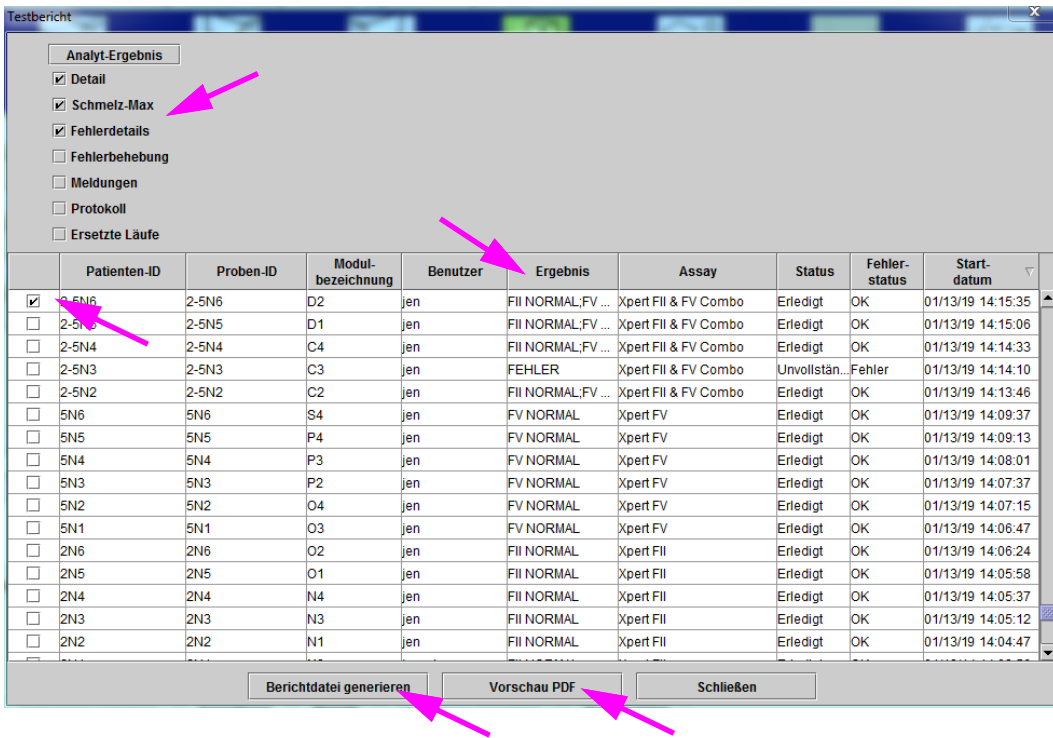 Testbericht
Analyt-Ergebnis
Detail
Schmelz-Max
Fehlerdetails
Fehlerbehebung
Meldungen
Protokoll
Ersetzte Läufe
Patienten-ID Proben-ID Modul-bezeichnung Benutzer Ergebnis Assay Status Fehler-status Start-datum
2-5N6 2-5N6 D2 jen FII NORMAL;FV ... Xpert FII & FV Combo Erledigt OK 01/13/19 14:15:35
2-5N5 2-5N5 D1 jen FII NORMAL;FV ... Xpert FII & FV Combo Erledigt OK 01/13/19 14:15:06
2-5N4 2-5N4 C4 jen FII NORMAL;FV ... Xpert FII & FV Combo Erledigt OK 01/13/19 14:14:33
2-5N3 2-5N3 C3 jen FEHLER Xpert FII & FV Combo Unvollstän... Fehler 01/13/19 14:14:10
2-5N2 2-5N2 C2 jen FII NORMAL;FV ... Xpert FII & FV Combo Erledigt OK 01/13/19 14:13:46
5N6 5N6 S4 jen FV NORMAL Xpert FV Erledigt OK 01/13/19 14:09:37
5N5 5N5 P4 jen FV NORMAL Xpert FV Erledigt OK 01/13/19 14:09:13
5N4 5N4 P3 jen FV NORMAL Xpert FV Erledigt OK 01/13/19 14:08:01
5N3 5N3 P2 jen FV NORMAL Xpert FV Erledigt OK 01/13/19 14:07:37
5N2 5N2 O4 jen FV NORMAL Xpert FV Erledigt OK 01/13/19 14:07:15
5N1 5N1 O3 jen FV NORMAL Xpert FV Erledigt OK 01/13/19 14:06:47
2N6 2N6 O2 jen FII NORMAL Xpert FII Erledigt OK 01/13/19 14:06:24
2N5 2N5 O1 jen FII NORMAL Xpert FII Erledigt OK 01/13/19 14:05:58
2N4 2N4 N4 jen FII NORMAL Xpert FII Erledigt OK 01/13/19 14:05:37
2N3 2N3 N3 jen FII NORMAL Xpert FII Erledigt OK 01/13/19 14:05:12
2N2 2N2 N1 jen FII NORMAL Xpert FII Erledigt OK 01/13/19 14:04:47
Berichtdatei generieren Vorschau PDF Schließen